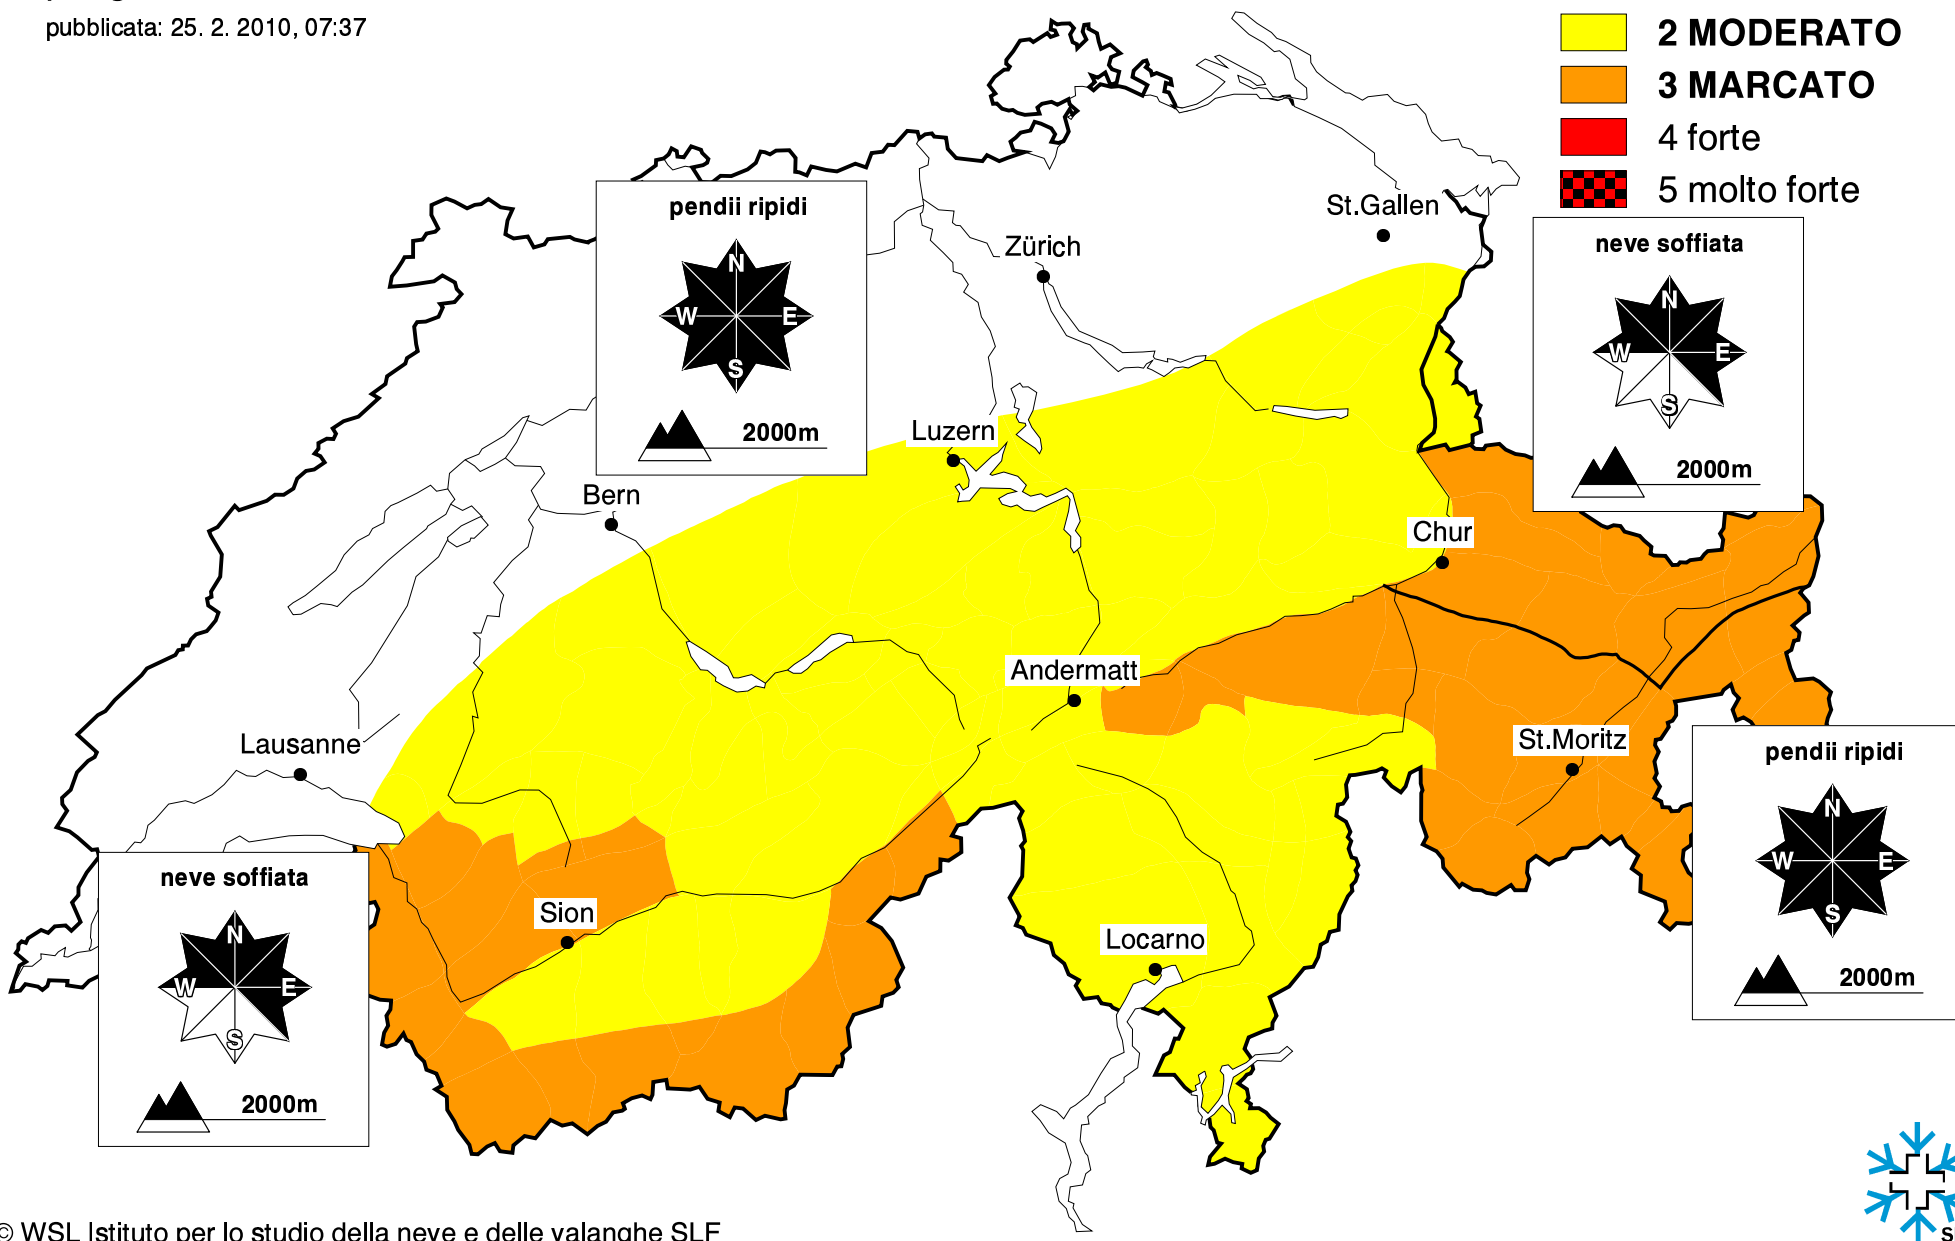 pubblicata: 25. 2. 2010, 07:37
2 MODERATO
3 MARCATO
4 forte
5 molto forte
pendii ripidi
N
W E
S
2000m
St.Gallen
Zürich
neve soffiata
N
W E
S
2000m
Luzern
Bern
Chur
Andermatt
Lausanne
St.Moritz
pendii ripidi
N
W E
S
2000m
neve soffiata
N
W E
S
2000m
Sion
Locarno
© WSL Istituto per lo studio della neve e delle valanghe SLF